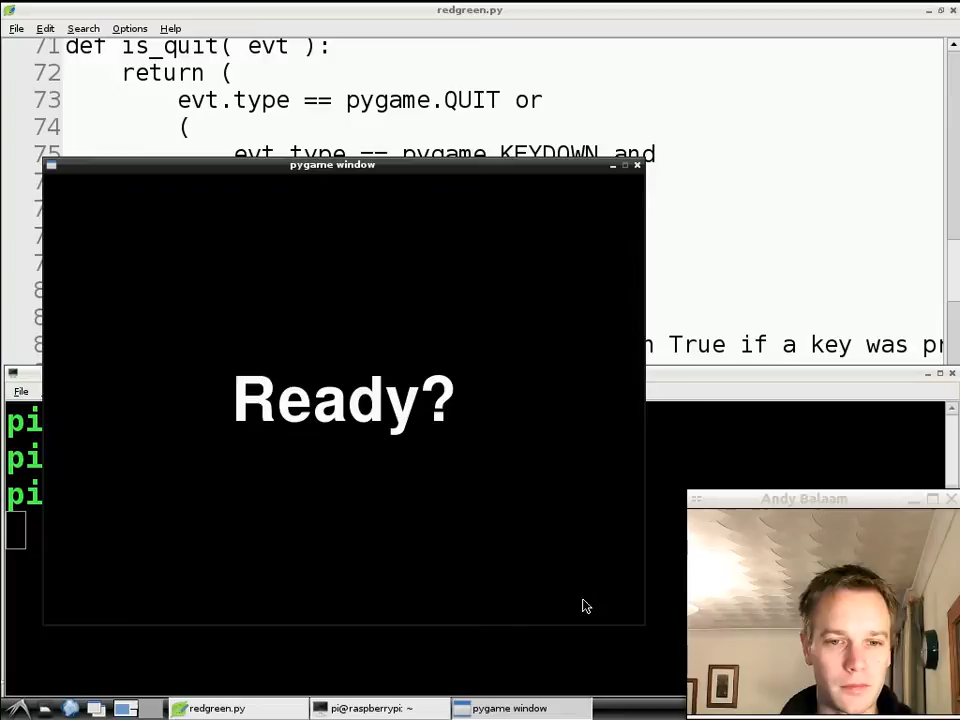 redgreen.py
File Edit Search Options Help
71 def is_quit( evt ):
72 return (
73 evt.type == pygame.QUIT or
74 (
75 evt.type == pygame.KEYDOWN and
pygame window
Ready?
True if a key was pr
File
pi
pi
pi
Andy Balaam
redgreen.py pi@raspberrypi: ~ pygame window